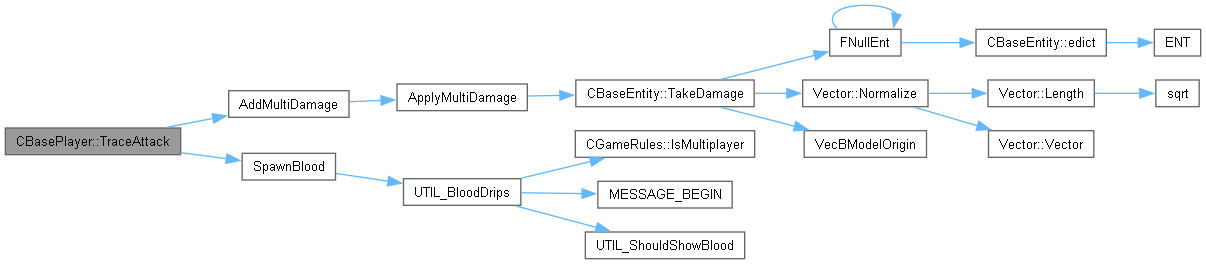 CBasePlayer::TraceAttack
AddMultiDamage
ApplyMultiDamage
CBaseEntity::TakeDamage
FNullEnt
CBaseEntity::edict
ENT
Vector::Normalize
Vector::Length
sqrt
Vector::Vector
VecBModelOrigin
SpawnBlood
UTIL_BloodDrips
CGameRules::IsMultiplayer
MESSAGE_BEGIN
UTIL_ShouldShowBlood